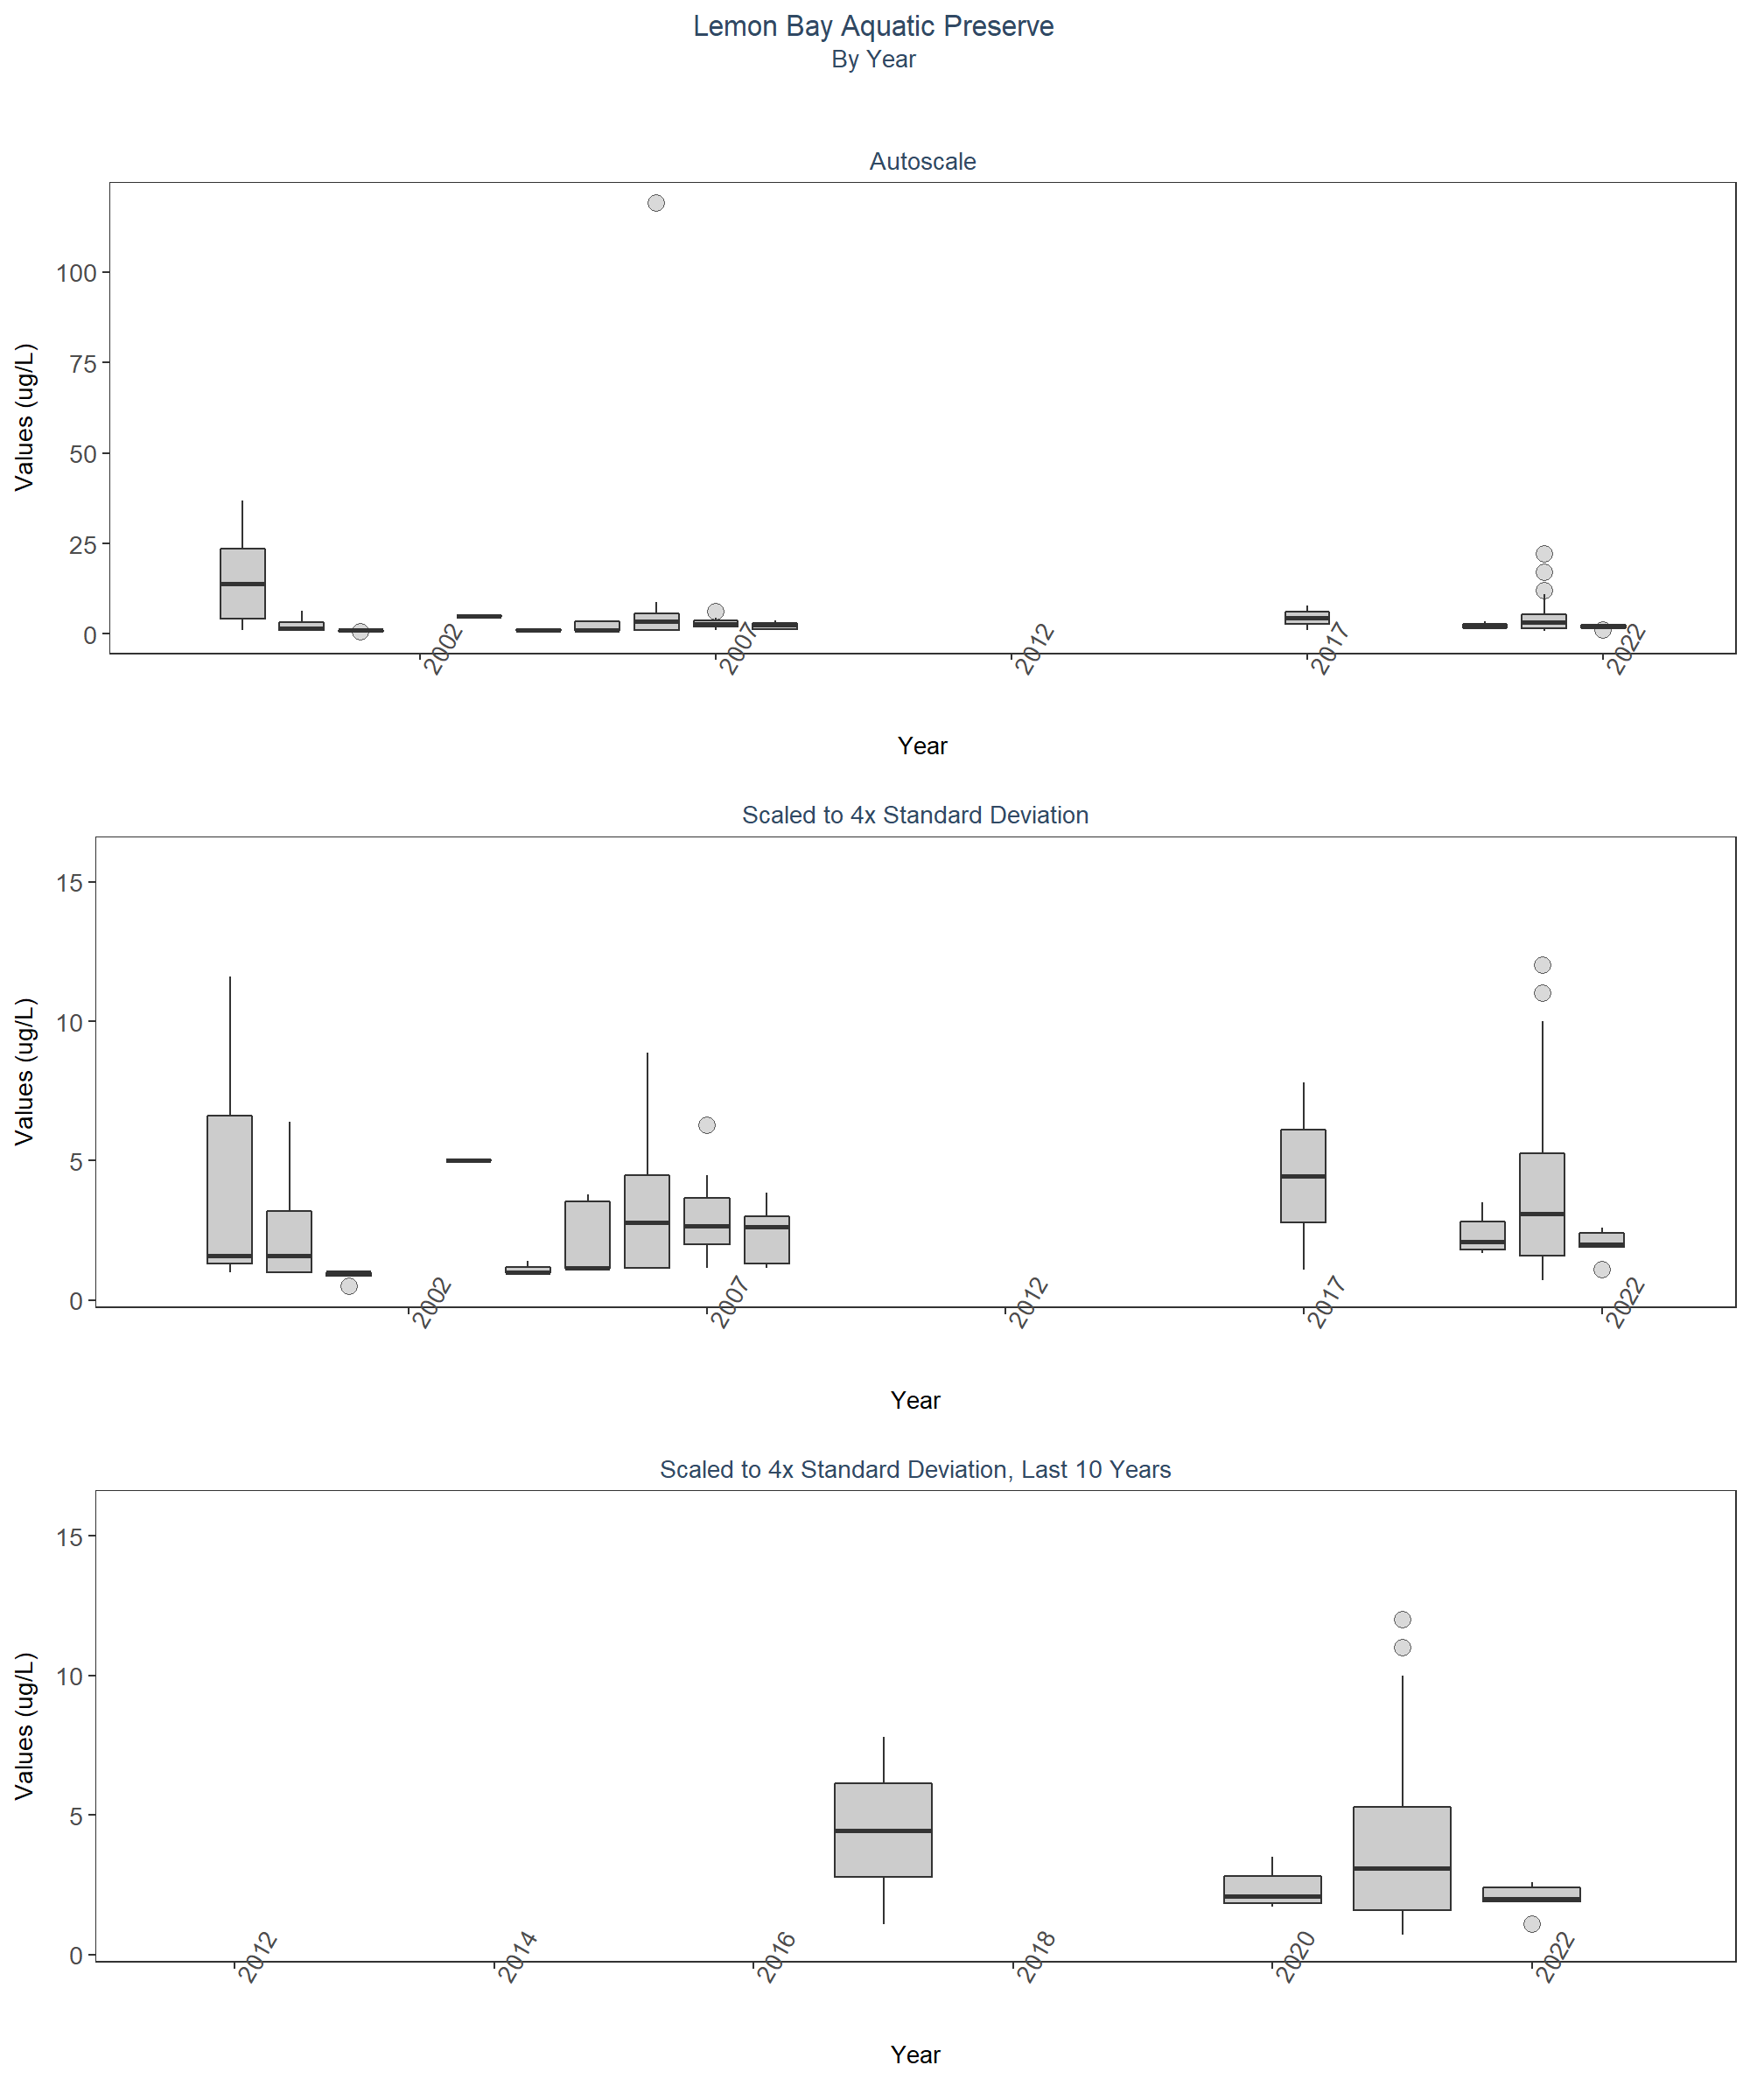 Lemon Bay Aquatic Preserve
By Year
Autoscale
Values (ug/L)
100
75
50
25
0
2002 2007 2012 2017 2022
Year
Scaled to 4x Standard Deviation
Values (ug/L)
15
10
5
0
2002 2007 2012 2017 2022
Year
Scaled to 4x Standard Deviation, Last 10 Years
Values (ug/L)
15
10
5
0
2012 2014 2016 2018 2020 2022
Year